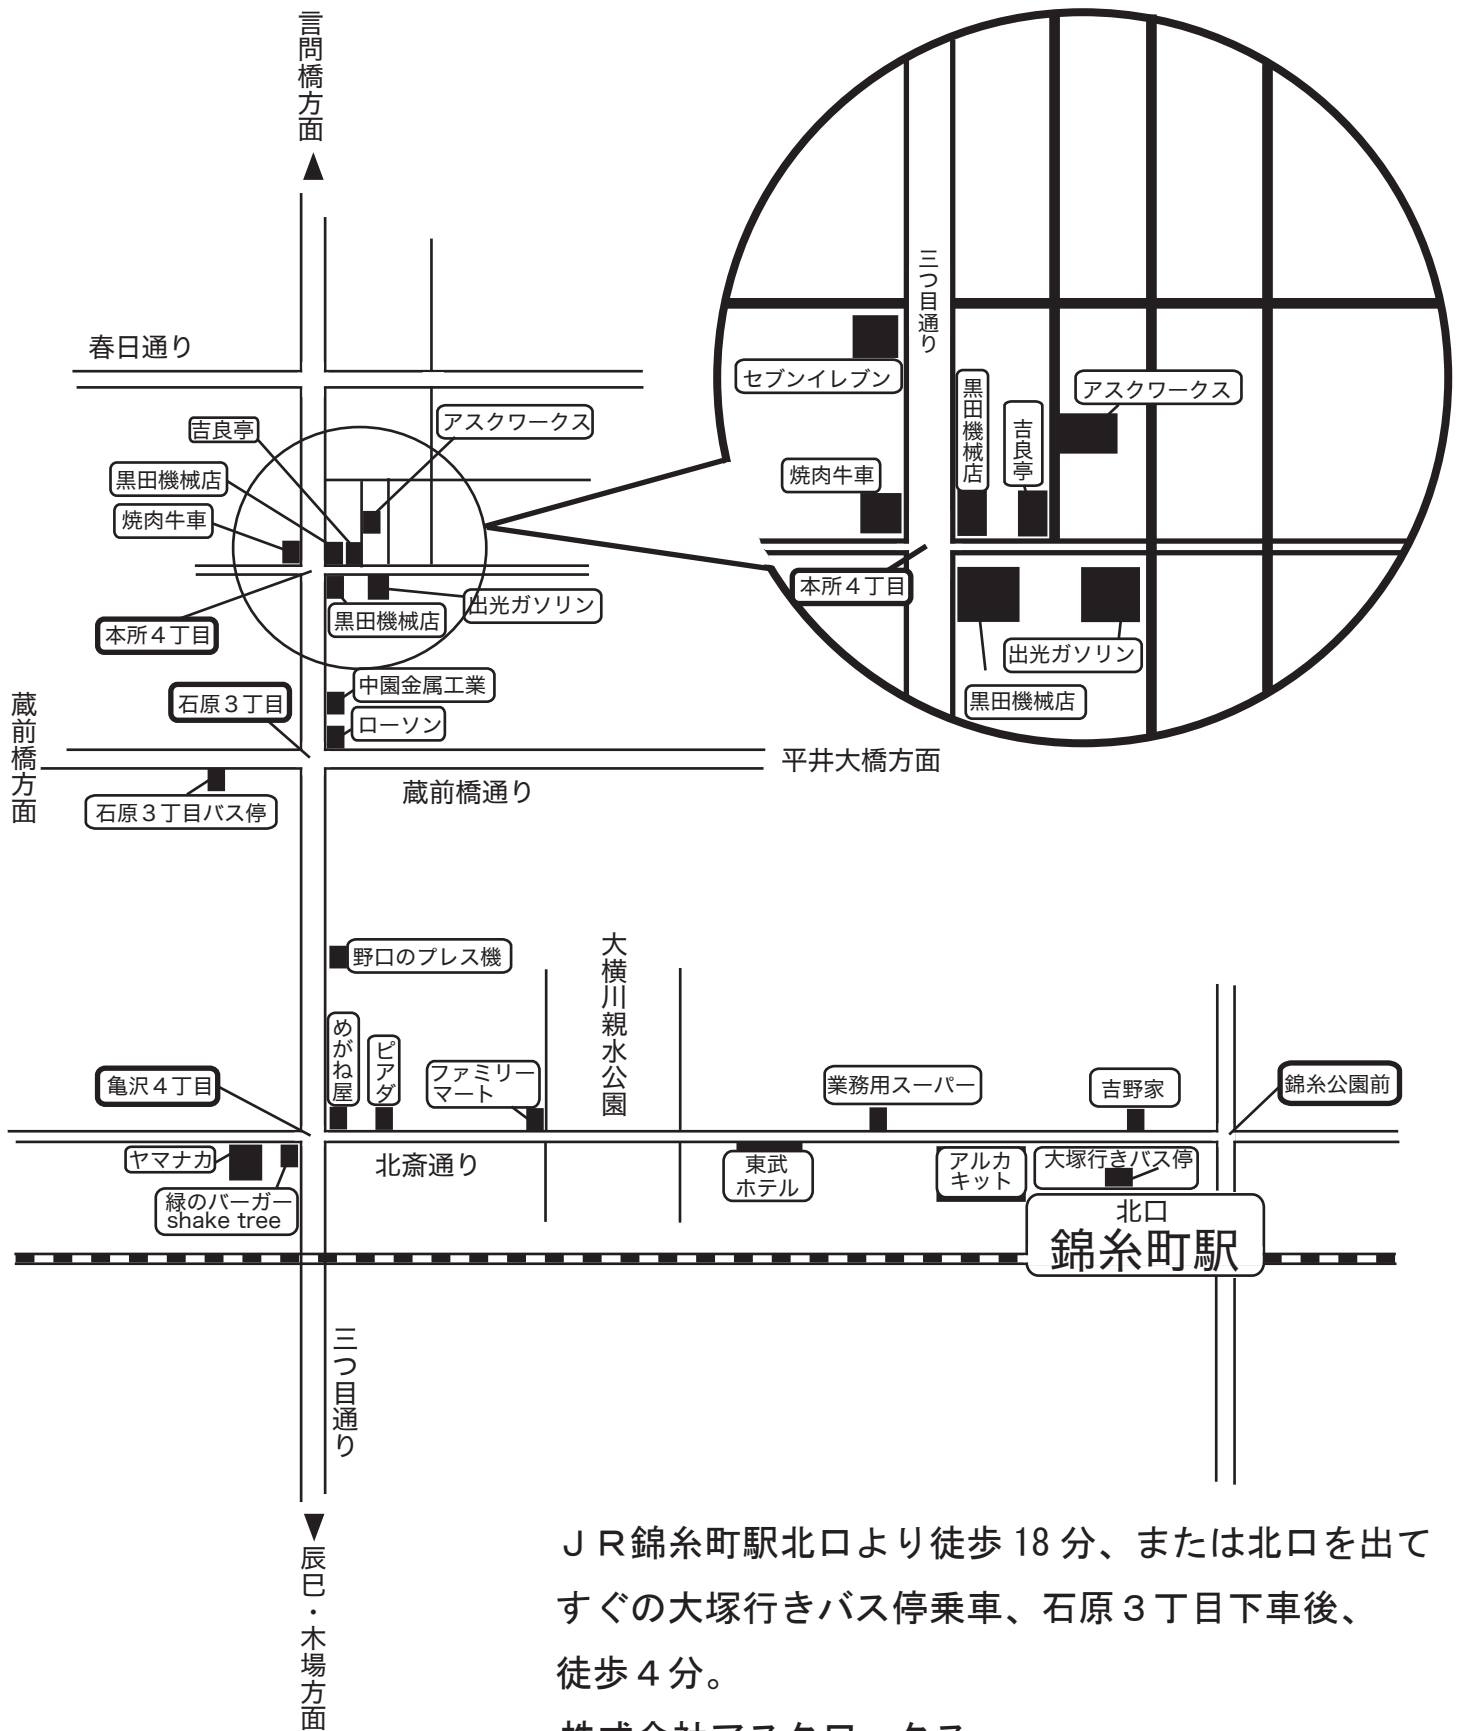 言問橋方面
三つ目通り
春日通り
セブンイレブン
黒田機械店
アスクワークス
吉良亭
吉良亭
アスクワークス
黒田機械店
焼肉牛車
焼肉牛車
本所４丁目
出光ガソリン
黒田機械店
本所４丁目
出光ガソリン
黒田機械店
中園金属工業
石原３丁目
ローソン
蔵前橋方面
平井大橋方面
蔵前橋通り
石原３丁目バス停
野口のプレス機
大横川親水公園
めがね屋
ピアダ
ファミリー
マート
業務用スーパー
吉野家
錦糸公園前
亀沢４丁目
ヤマナカ
北斎通り
東武
ホテル
アルカ
キット
大塚行きバス停
緑のバーガー
shake tree
北口
錦糸町駅
三つ目通り
辰巳・木場方面
ＪＲ錦糸町駅北口より徒歩 18 分、または北口を出て
すぐの大塚行きバス停乗車、石原３丁目下車後、
徒歩４分。
株式会社アスクワークス